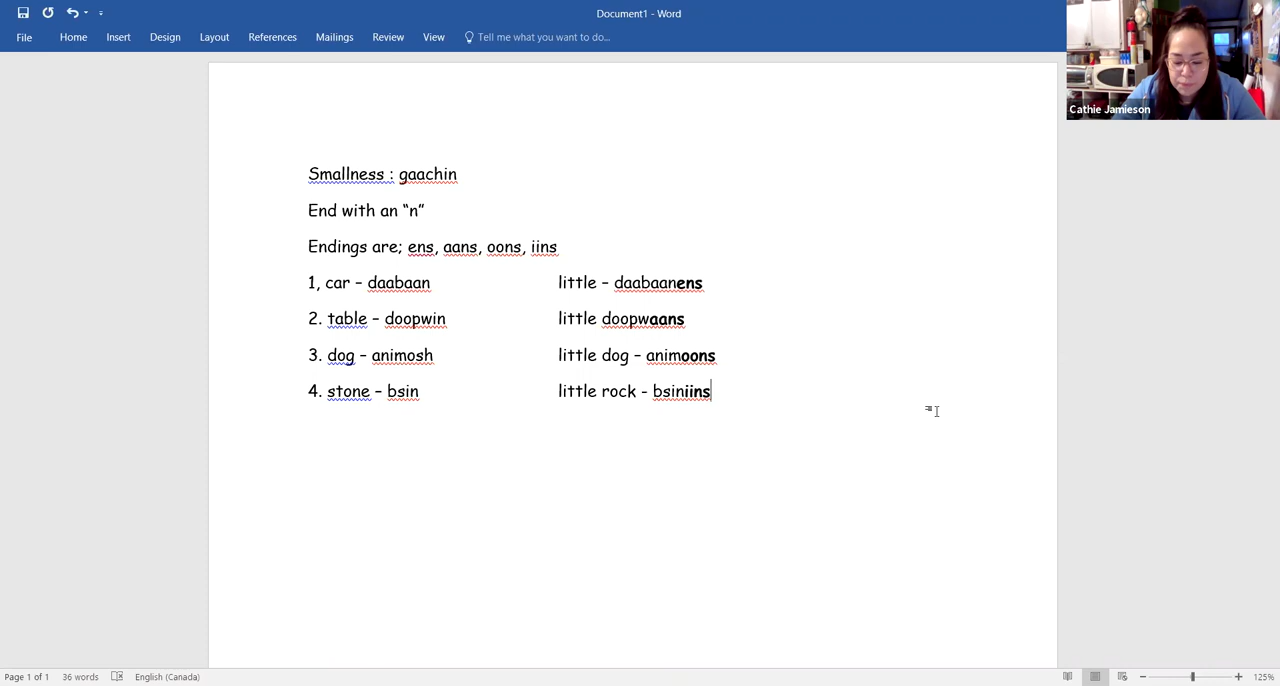 Document1 - Word
File Home Insert Design Layout References Mailings Review View Tell me what you want to do...
Cathie Jamieson
Smallness : gaachin
End with an “n”
Endings are; ens, aans, oons, iins
1, car – daabaan little – daabaanens
2. table – doopwin little doopwaans
3. dog – animosh little dog – animoons
4. stone – bsin little rock - bsiniins
Page 1 of 1 36 words English (Canada) 125%